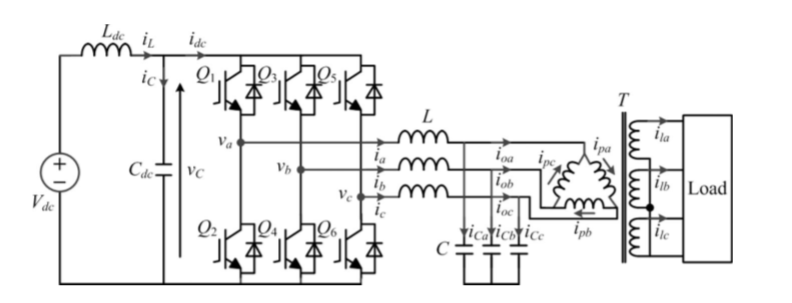 L_dc i_L i_dc
i_C Q_1 Q_3 Q_5
T
L
v_a i_oa i_pc i_pa i_la
i_a
C_dc v_C v_b i_ob i_lb Load
i_b
V_dc v_c i_oc
i_c i_pb i_lc
Q_2 Q_4 Q_6 i_Ca i_Cb i_Cc
C